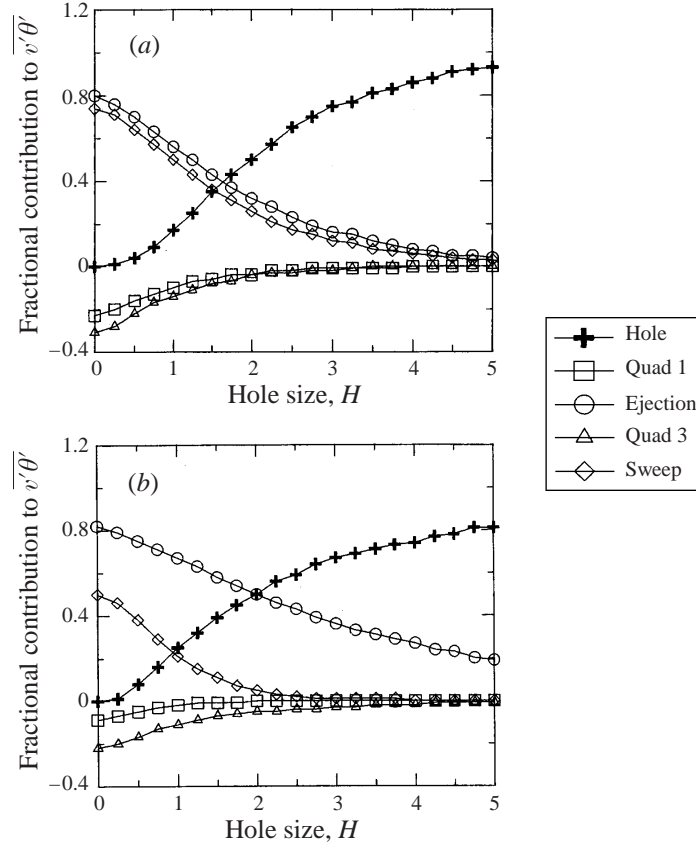 1.2
(a)
0.8
0.4
0
−0.4
Fractional contribution to v′θ′
0 1 2 3 4 5
Hole size, H
Hole
Quad 1
Ejection
Quad 3
Sweep
1.2
(b)
0.8
0.4
0
−0.4
Fractional contribution to v′θ′
0 1 2 3 4 5
Hole size, H